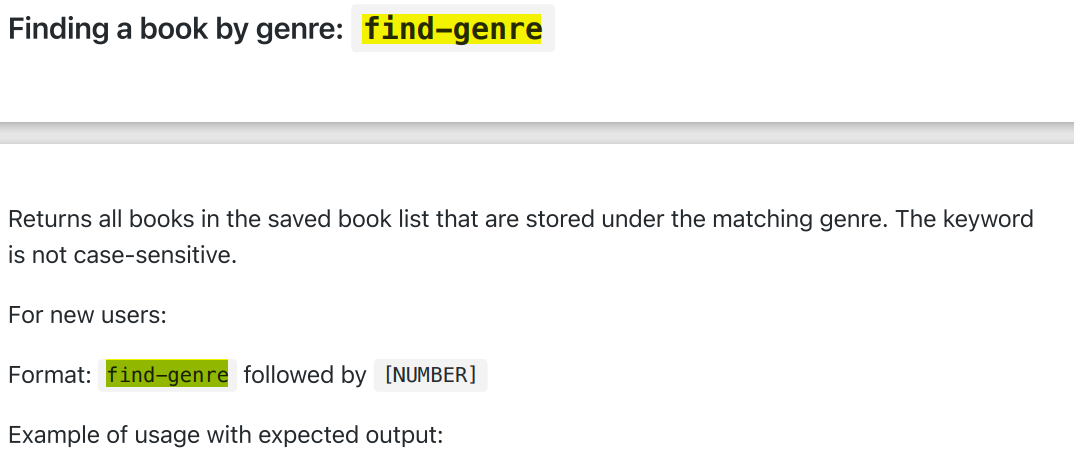 Finding a book by genre: find-genre
Returns all books in the saved book list that are stored under the matching genre. The keyword
is not case-sensitive.
For new users:
Format: find-genre followed by [NUMBER]
Example of usage with expected output: